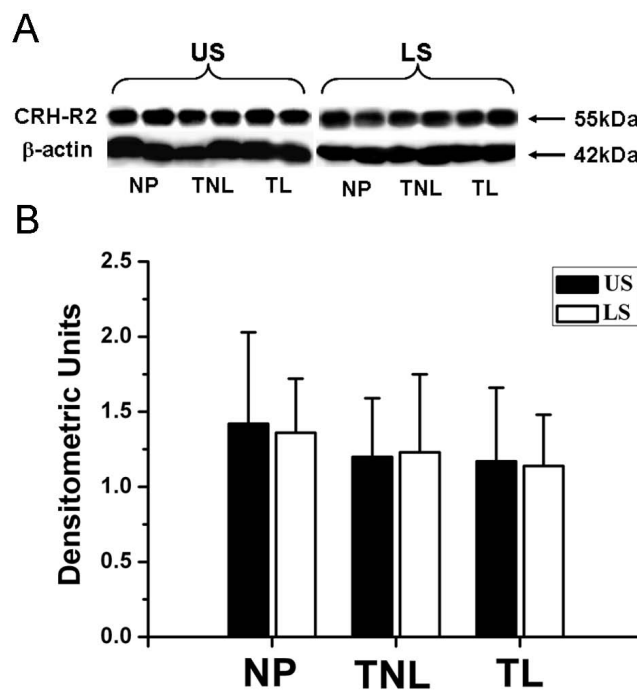 A
US LS
CRH-R2 55kDa
β-actin 42kDa
NP TNL TL NP TNL TL
B
2.5
2.0
1.5
1.0
0.5
0.0
Densitometric Units
US
LS
NP TNL TL